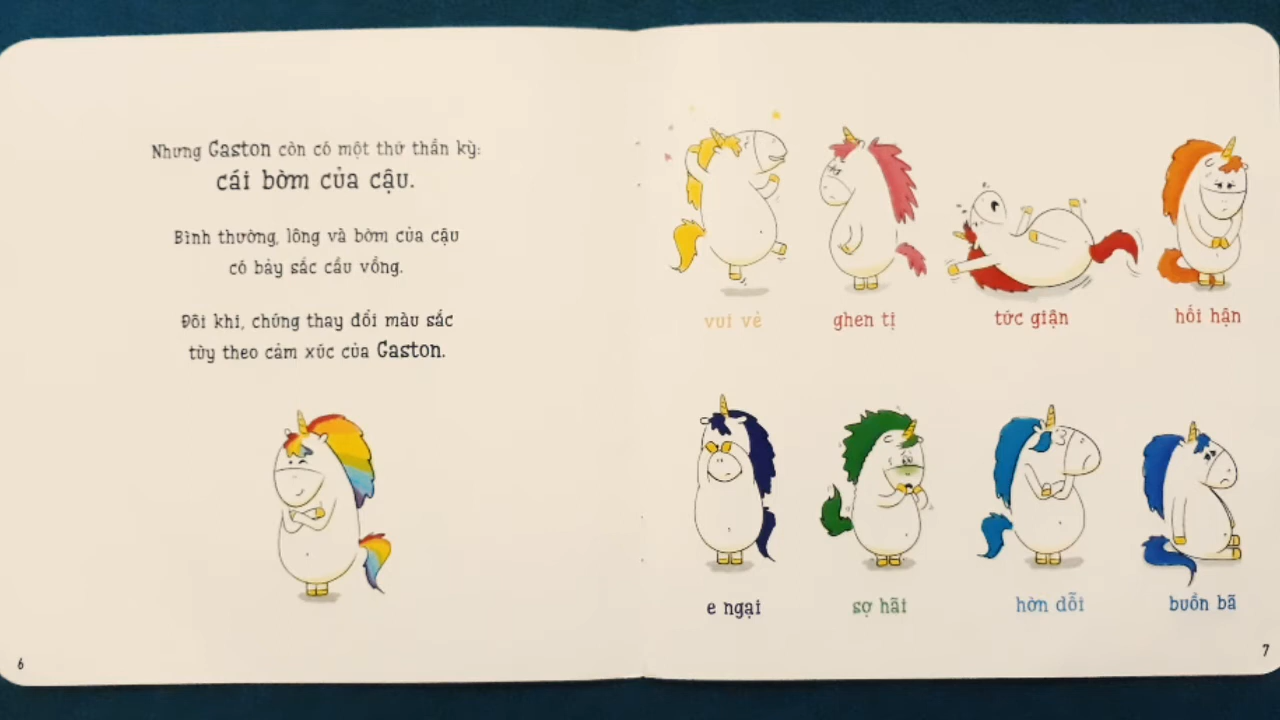 Nhưng Gaston còn có một thứ thần kỳ:
cái bờm của cậu.
Bình thường, lông và bờm của cậu
có bảy sắc cầu vồng.
Đôi khi, chúng thay đổi màu sắc
tùy theo cảm xúc của Gaston.
6
vui vẻ
ghen tị
tức giận
hối hận
e ngại
sợ hãi
hờn dỗi
buồn bã
7